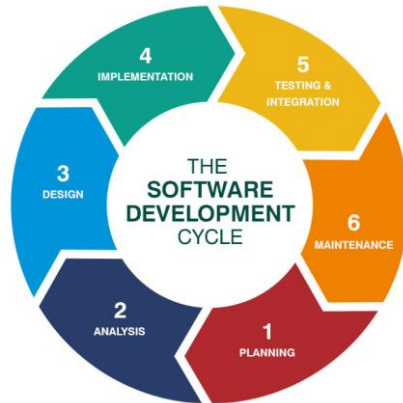 4
IMPLEMENTATION
5
TESTING &
INTEGRATION
3
DESIGN
THE
SOFTWARE
DEVELOPMENT
CYCLE
6
MAINTENANCE
2
ANALYSIS
1
PLANNING